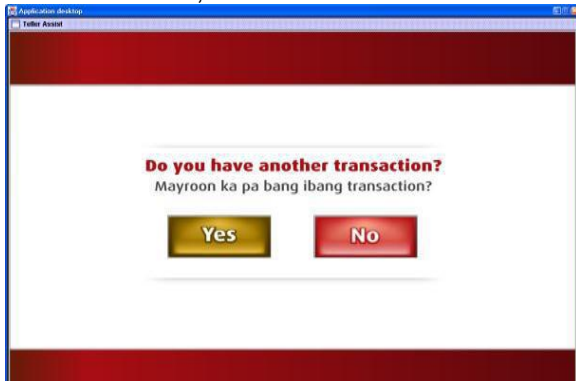 Application desktop
Teller Assist
Do you have another transaction?
Mayroon ka pa bang ibang transaction?
Yes
No